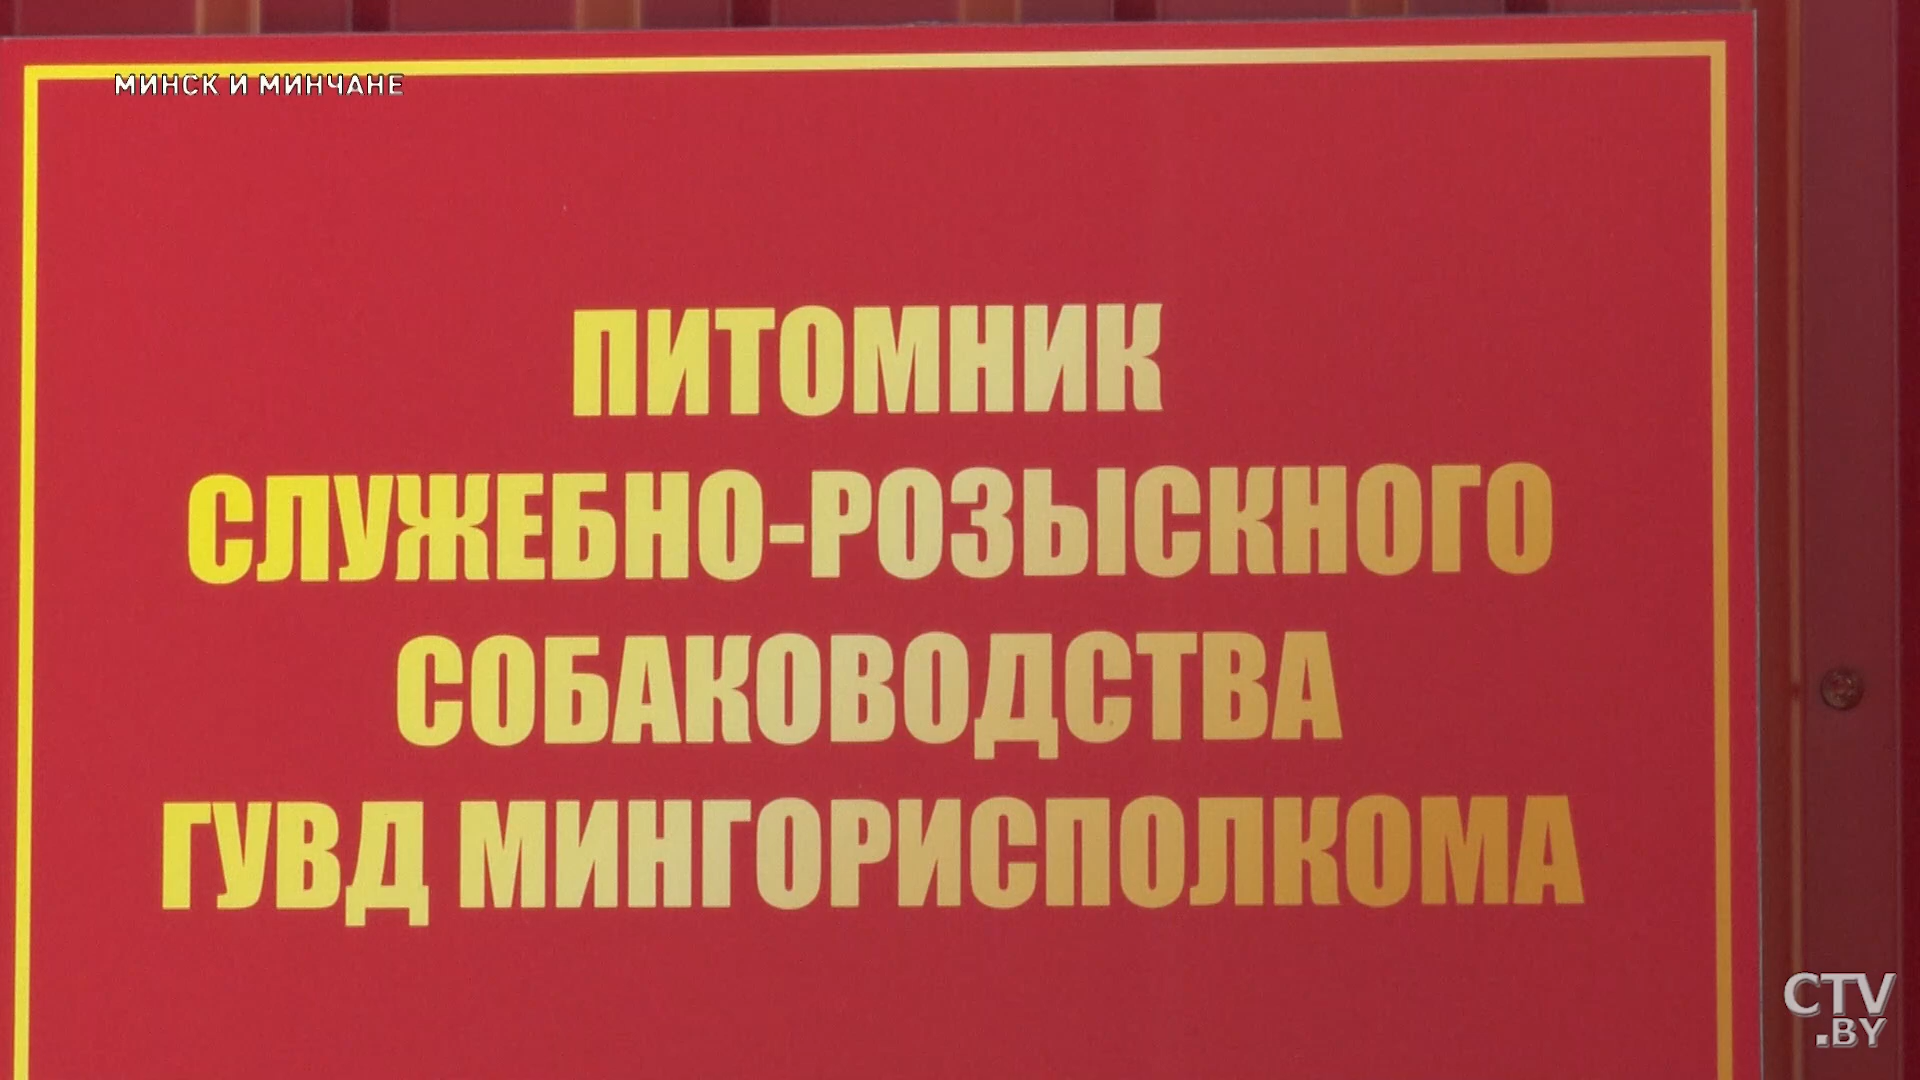 МИНСК И МИНЧАНЕ
ПИТОМНИК
СЛУЖЕБНО-РОЗЫСКНОГО
СОБАКОВОДСТВА
ГУВД МИНГОРИСПОЛКОМА
CTV
.BY